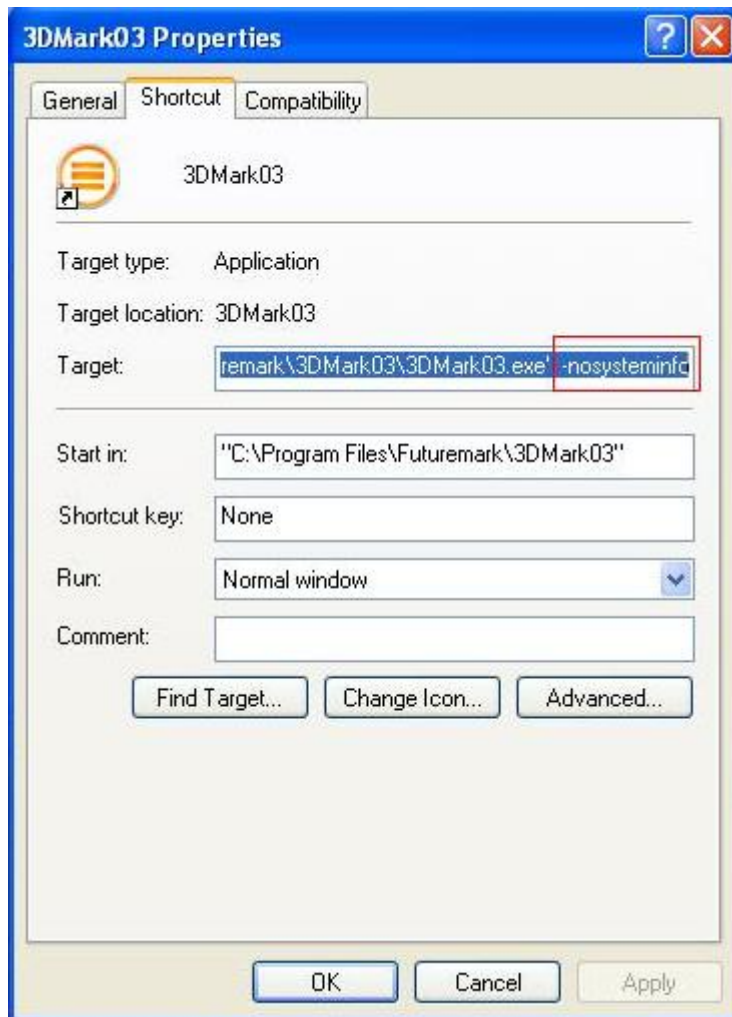 3DMark03 Properties
General Shortcut Compatibility
3DMark03
Target type: Application
Target location: 3DMark03
Target: remark\3DMark03\3DMark03.exe" -nosysteminfo
Start in: "C:\Program Files\Futuremark\3DMark03"
Shortcut key: None
Run: Normal window
Comment:
Find Target... Change Icon... Advanced...
OK Cancel Apply